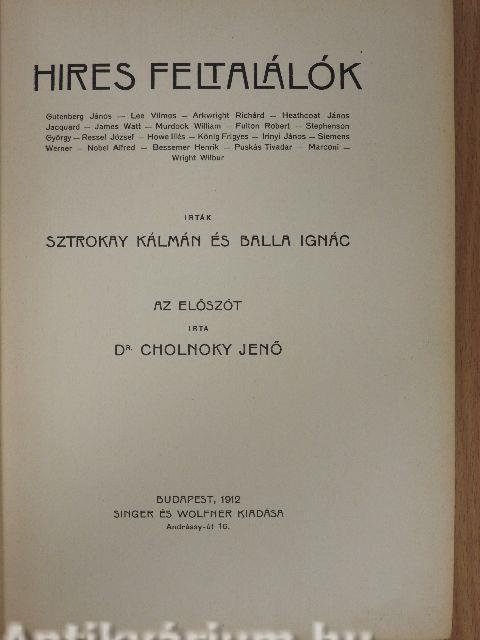 HIRES FELTALÁLÓK
Gutenberg János — Lee Vilmos — Arkwright Richárd — Heathcoat János
Jacquard — James Watt — Murdock William — Fulton Robert — Stephenson
György — Ressel József — Howe Illés — König Frigyes — Irinyi János — Siemens
Werner — Nobel Alfred — Bessemer Henrik — Puskás Tivadar — Marconi —
Wright Wilbur
IRTÁK
SZTROKAY KÁLMÁN ÉS BALLA IGNÁC
AZ ELŐSZÓT
IRTA
DR. CHOLNOKY JENŐ
BUDAPEST, 1912
SINGER ÉS WOLFNER KIADÁSA
Andrássy-út 16.
Antikvárium.hu